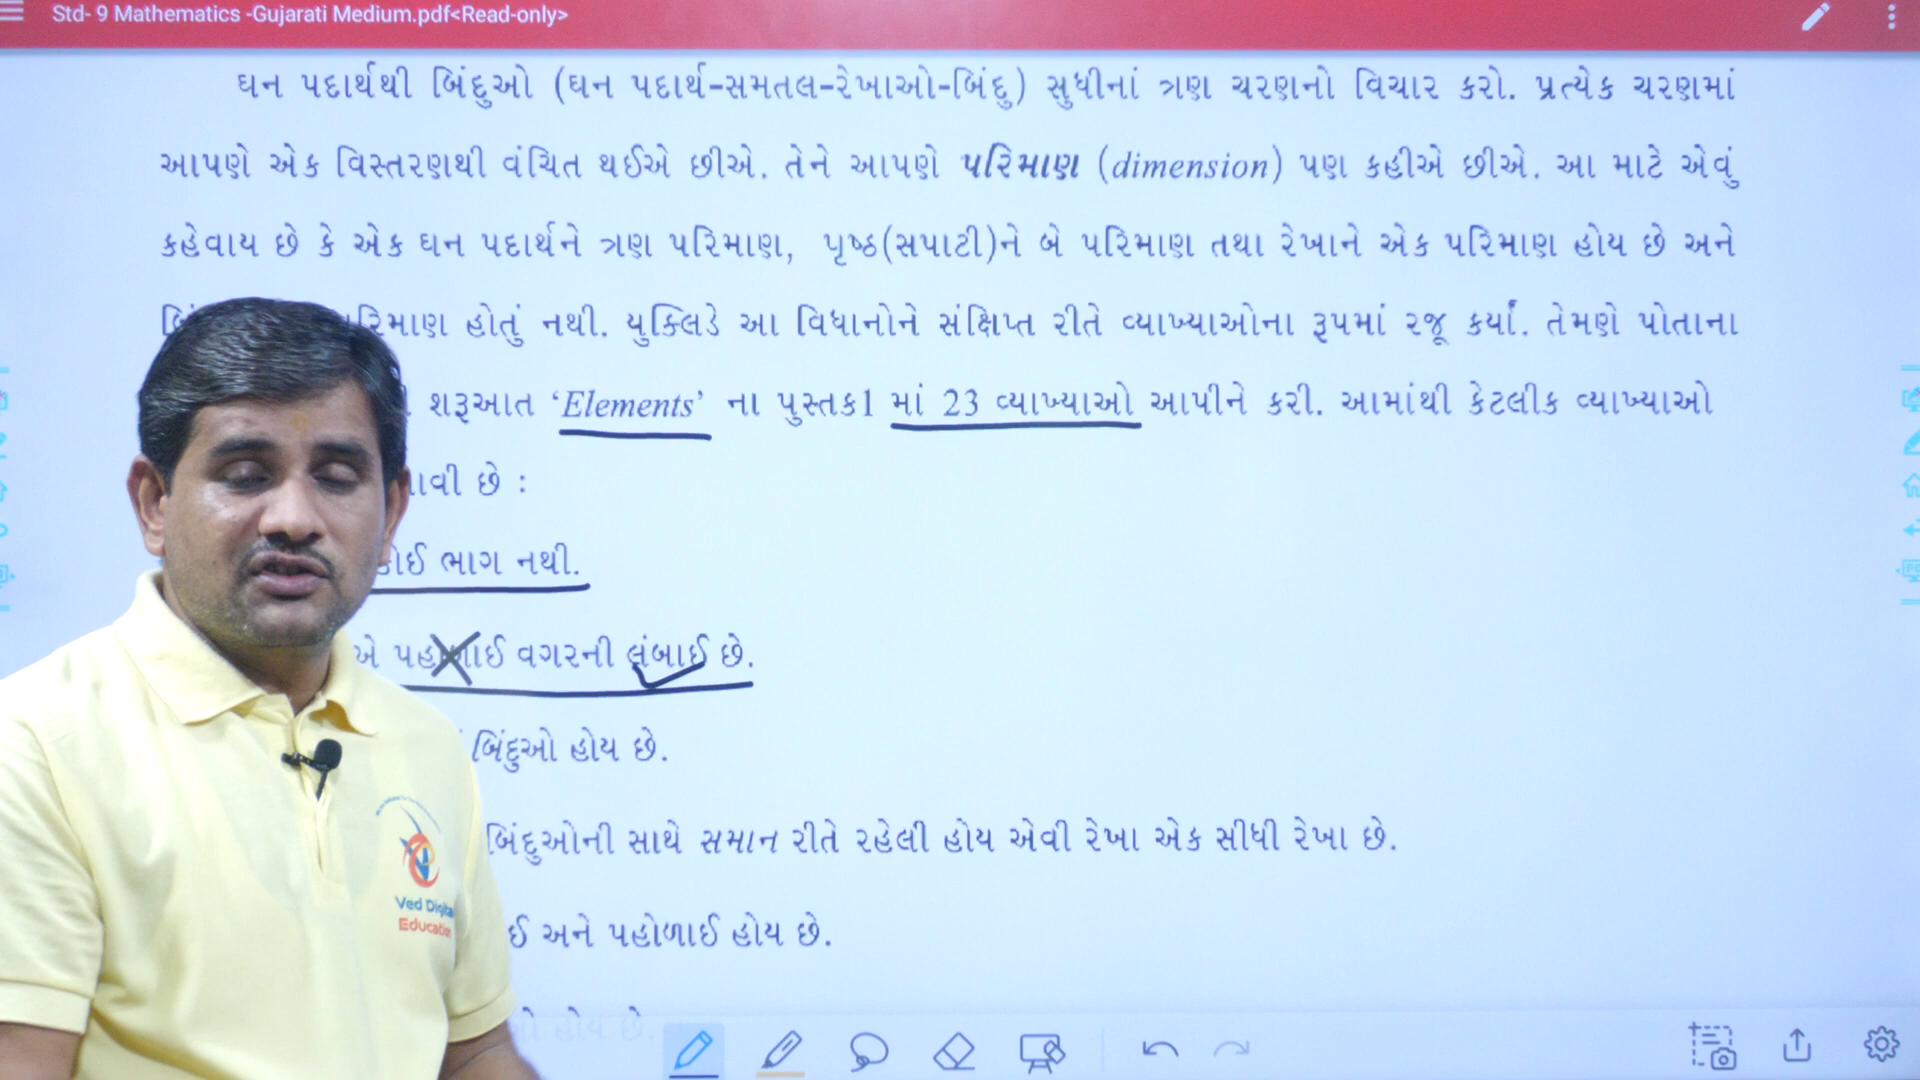 Std- 9 Mathematics -Gujarati Medium.pdf<Read-only>
ઘન પદાર્થથી બિંદુઓ (ઘન પદાર્થ-સમતલ-રેખાઓ-બિંદુ) સુધીનાં ત્રણ ચરણનો વિચાર કરો. પ્રત્યેક ચરણમાં
આપણે એક વિસ્તરણથી વંચિત થઈએ છીએ. તેને આપણે પરિમાણ (dimension) પણ કહીએ છીએ. આ માટે એવું
કહેવાય છે કે એક ઘન પદાર્થને ત્રણ પરિમાણ, પૃષ્ઠ(સપાટી)ને બે પરિમાણ તથા રેખાને એક પરિમાણ હોય છે અને
હોતું નથી. યુક્લિડે આ વિધાનોને સંક્ષિપ્ત રીતે વ્યાખ્યાઓના રૂપમાં રજૂ કર્યાં. તેમણે પોતાના
શરૂઆત ‘Elements’ ના પુસ્તક1 માં 23 વ્યાખ્યાઓ આપીને કરી. આમાંથી કેટલીક વ્યાખ્યાઓ
છે :
ભાગ નથી.
પહોળાઈ વગરની લંબાઈ છે.
બિંદુઓ હોય છે.
બિંદુઓની સાથે સમાન રીતે રહેલી હોય એવી રેખા એક સીધી રેખા છે.
અને પહોળાઈ હોય છે.
હોય છે.
Ved Digital
Education